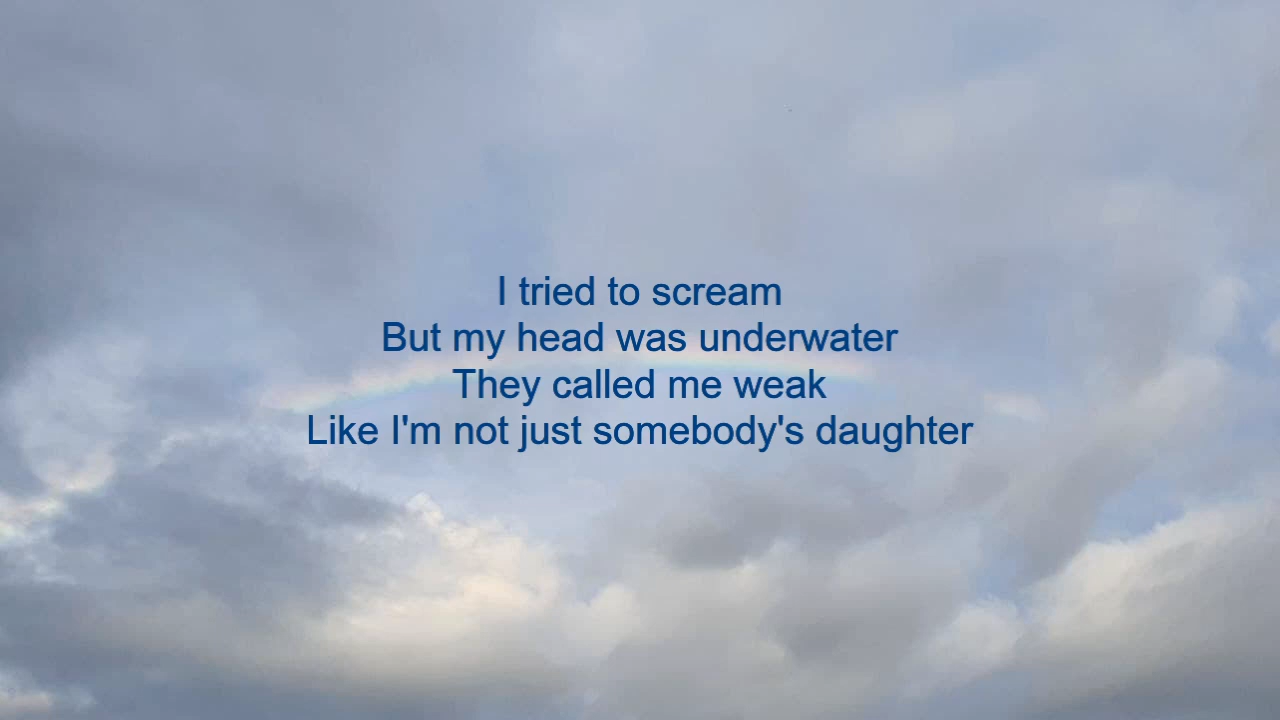 I tried to scream
But my head was underwater
They called me weak
Like I'm not just somebody's daughter